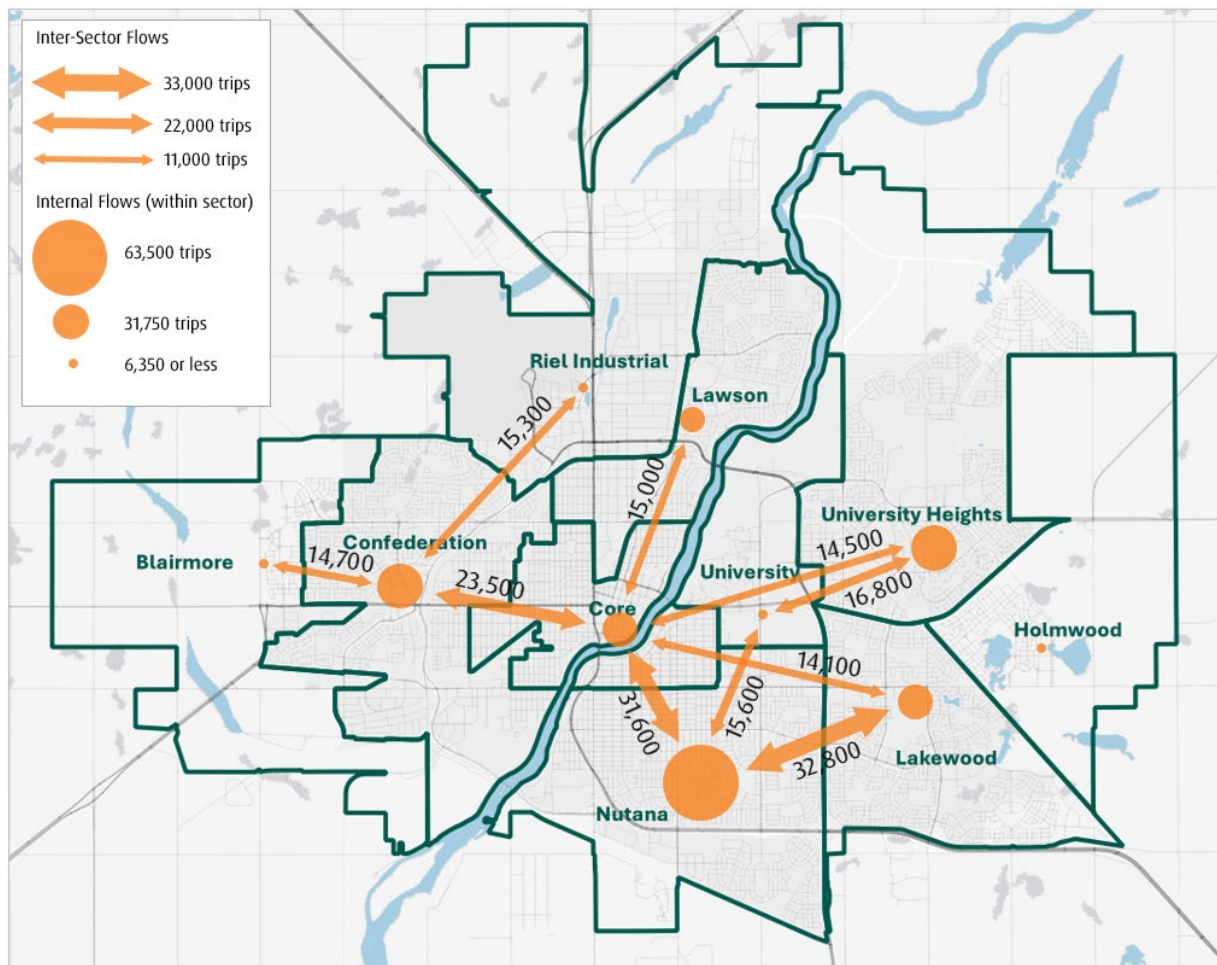 Inter-Sector Flows
33,000 trips
22,000 trips
11,000 trips
Internal Flows (within sector)
63,500 trips
31,750 trips
6,350 or less
Riel Industrial
Lawson
15,300
15,000
University Heights
Confederation
14,500
Blairmore
14,700
University
16,800
23,500
Core
Holmwood
14,100
31,600
15,600
32,800
Lakewood
Nutana